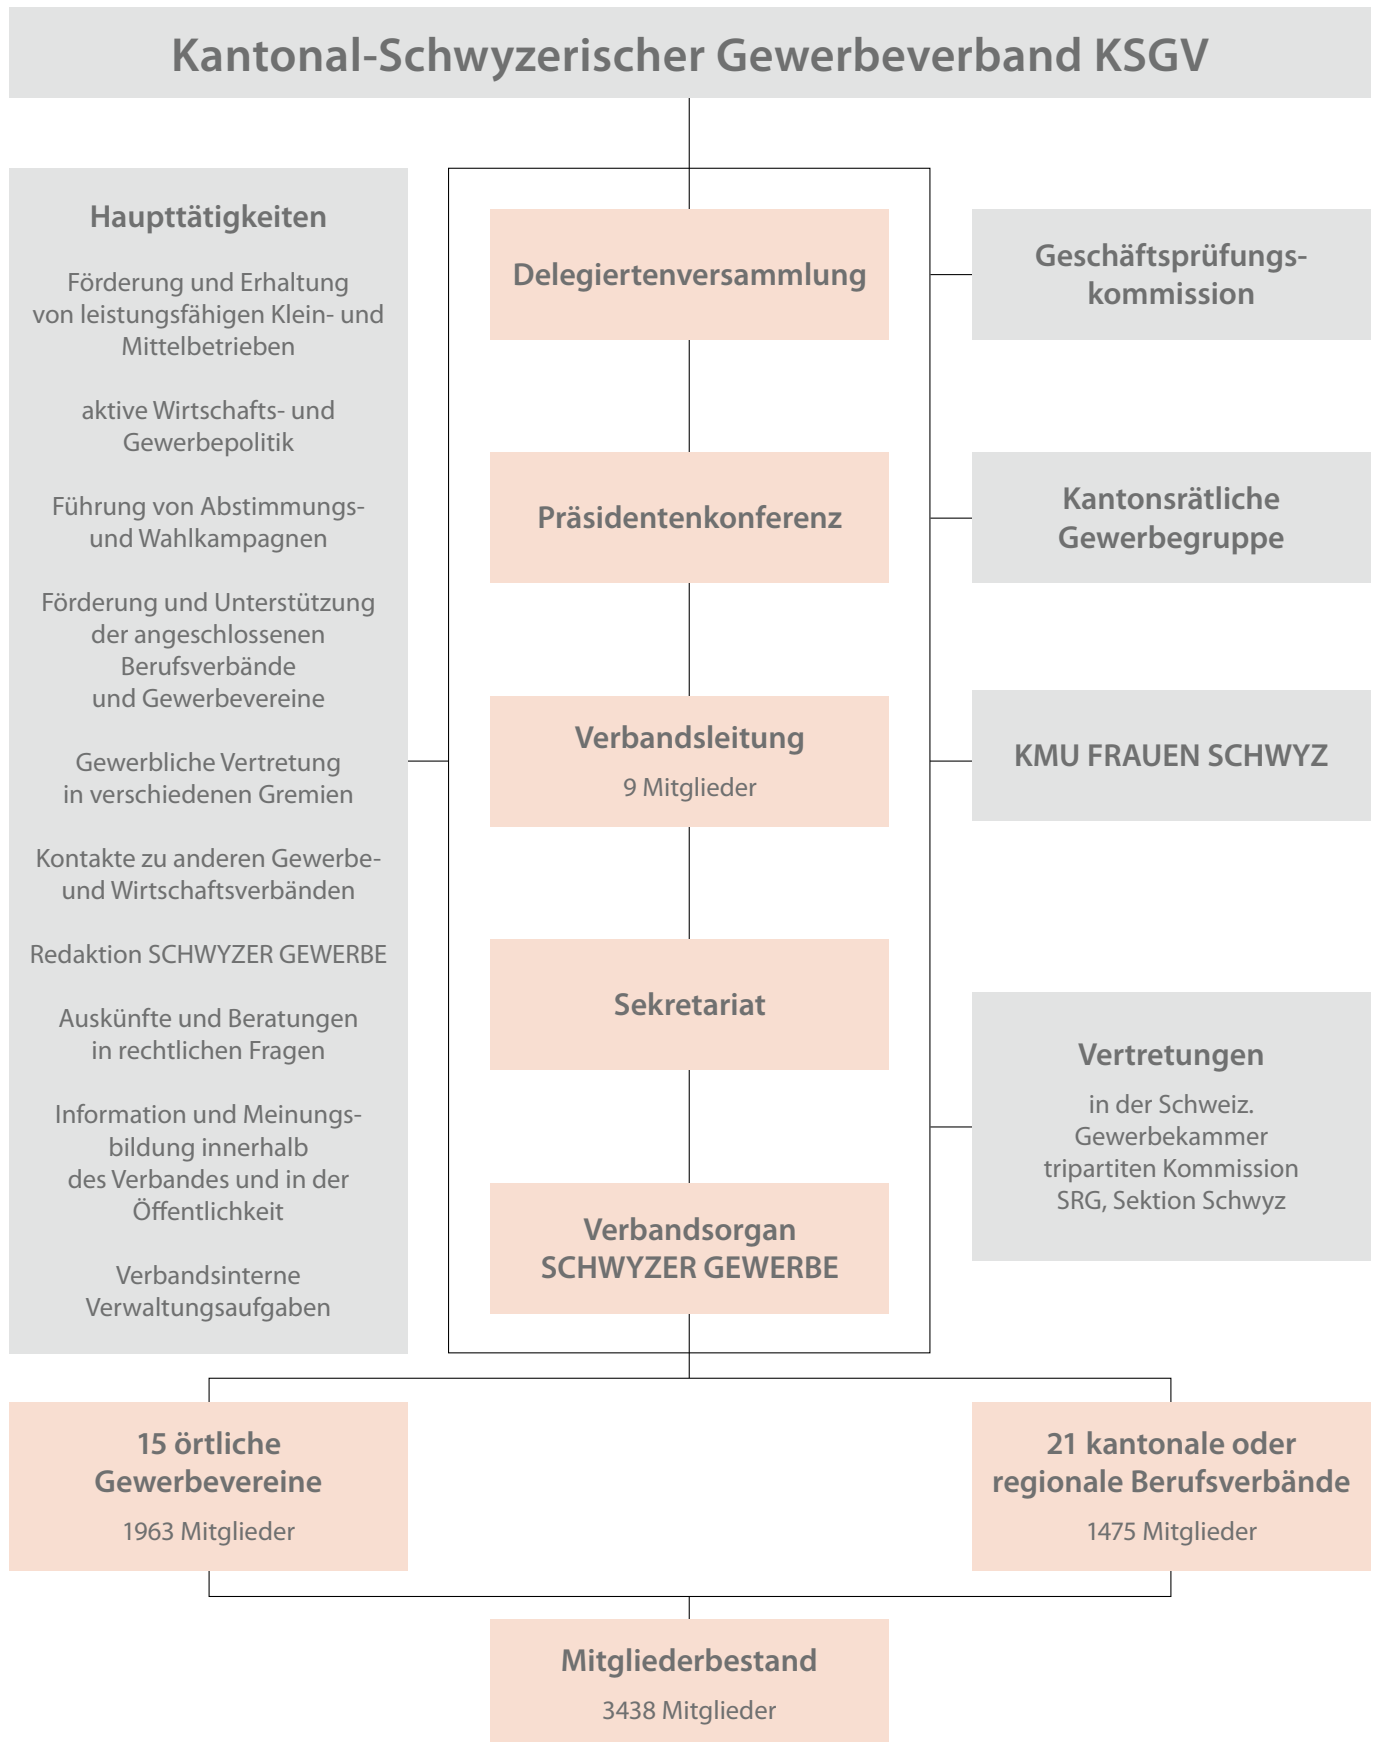 Kantonal-Schwyzerischer Gewerbeverband KSGV
Haupttätigkeiten
Förderung und Erhaltung
von leistungsfähigen Klein- und
Mittelbetrieben
aktive Wirtschafts- und
Gewerbepolitik
Führung von Abstimmungs-
und Wahlkampagnen
Förderung und Unterstützung
der angeschlossenen
Berufsverbände
und Gewerbevereine
Gewerbliche Vertretung
in verschiedenen Gremien
Kontakte zu anderen Gewerbe-
und Wirtschaftsverbänden
Redaktion SCHWYZER GEWERBE
Auskünfte und Beratungen
in rechtlichen Fragen
Information und Meinungs-
bildung innerhalb
des Verbandes und in der
Öffentlichkeit
Verbandsinterne
Verwaltungsaufgaben
Delegiertenversammlung
Präsidentenkonferenz
Verbandsleitung
9 Mitglieder
Sekretariat
Verbandsorgan
SCHWYZER GEWERBE
Geschäftsprüfungs-
kommission
Kantonsrätliche
Gewerbegruppe
KMU FRAUEN SCHWYZ
Vertretungen
in der Schweiz.
Gewerbekammer
tripartiten Kommission
SRG, Sektion Schwyz
15 örtliche
Gewerbevereine
1963 Mitglieder
21 kantonale oder
regionale Berufsverbände
1475 Mitglieder
Mitgliederbestand
3438 Mitglieder